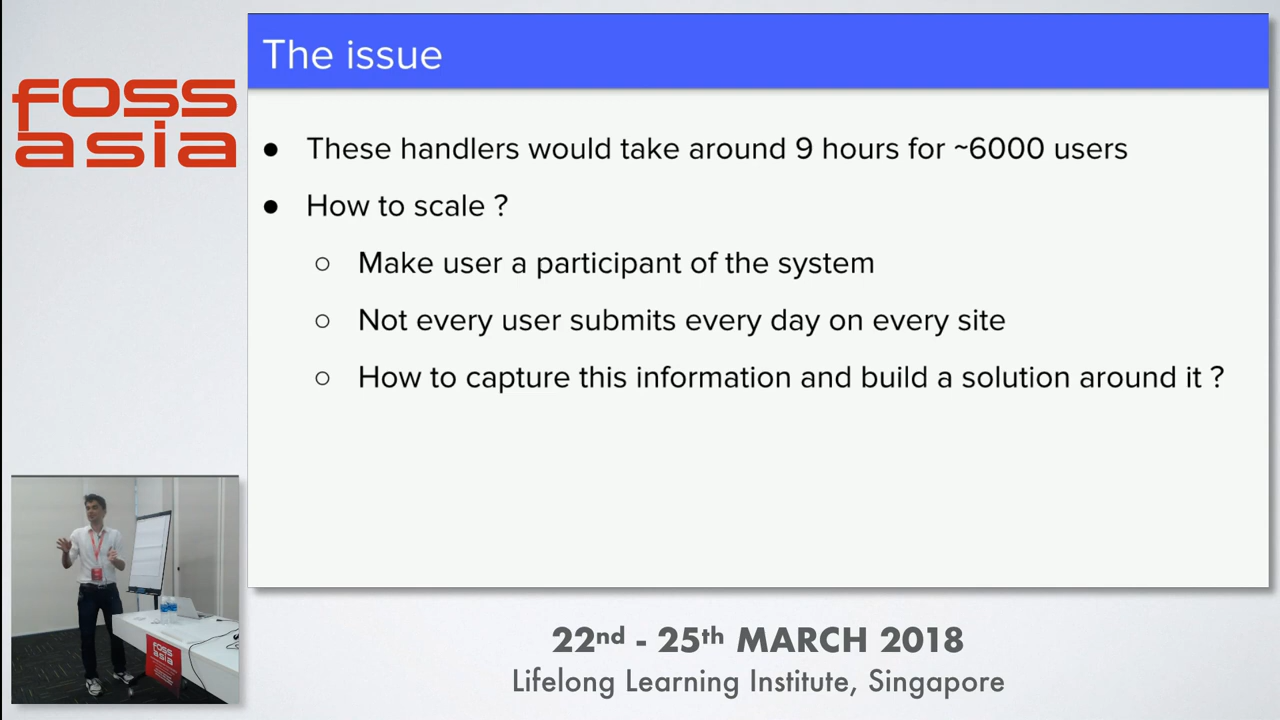 foss
asia
The issue
● These handlers would take around 9 hours for ~6000 users
● How to scale ?
○ Make user a participant of the system
○ Not every user submits every day on every site
○ How to capture this information and build a solution around it ?
foss
asia
22nd - 25th MARCH 2018
Lifelong Learning Institute, Singapore